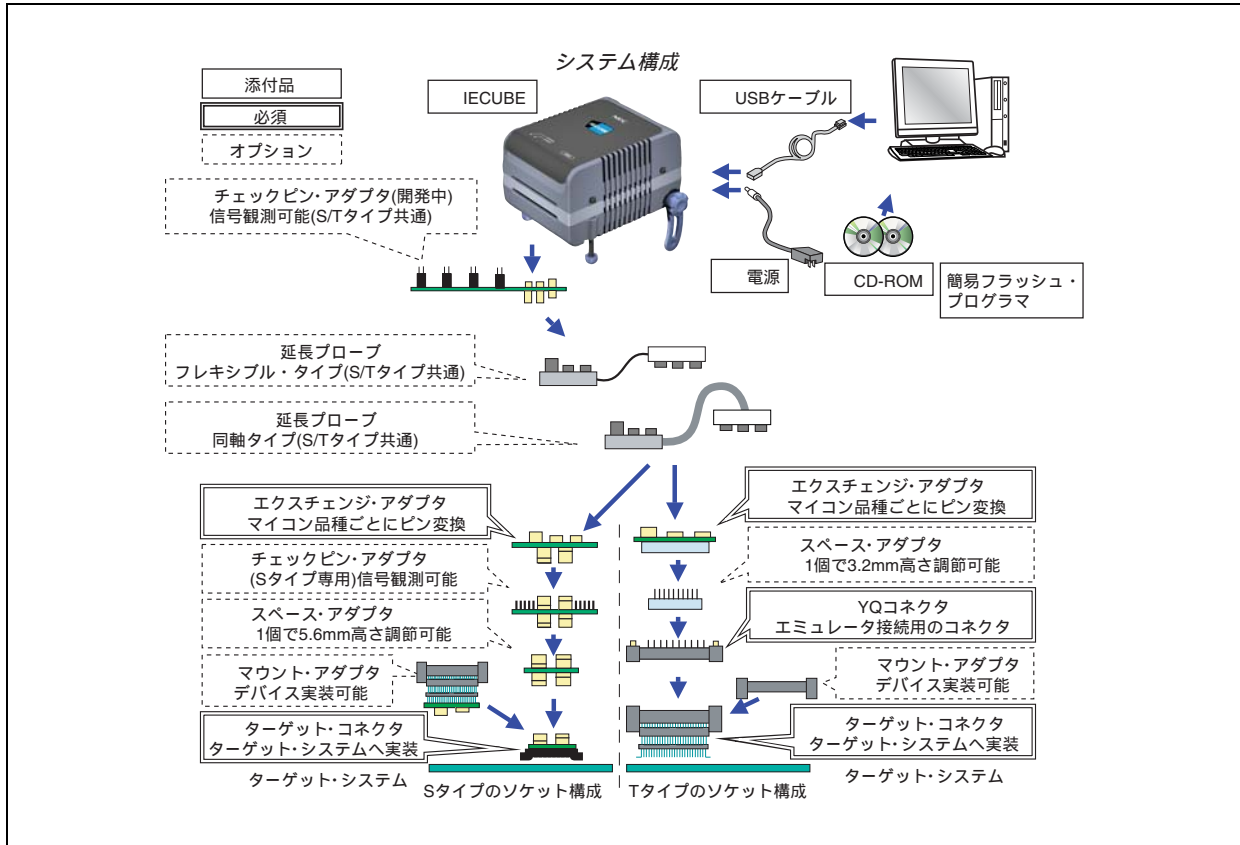 システム構成
添付品
必須
オプション
IECUBE
USBケーブル
チェックピン・アダプタ(開発中)
信号観測可能(S/Tタイプ共通)
NEC
電源
CD-ROM
簡易フラッシュ・
プログラマ
延長プローブ
フレキシブル・タイプ(S/Tタイプ共通)
延長プローブ
同軸タイプ(S/Tタイプ共通)
エクスチェンジ・アダプタ
マイコン品種ごとにピン変換
チェックピン・アダプタ
(Sタイプ専用)信号観測可能
スペース・アダプタ
1個で5.6mm高さ調節可能
マウント・アダプタ
デバイス実装可能
ターゲット・コネクタ
ターゲット・システムへ実装
ターゲット・システム
Sタイプのソケット構成
エクスチェンジ・アダプタ
マイコン品種ごとにピン変換
スペース・アダプタ
1個で3.2mm高さ調節可能
YQコネクタ
エミュレータ接続用のコネクタ
マウント・アダプタ
デバイス実装可能
ターゲット・コネクタ
ターゲット・システムへ実装
Tタイプのソケット構成
ターゲット・システム